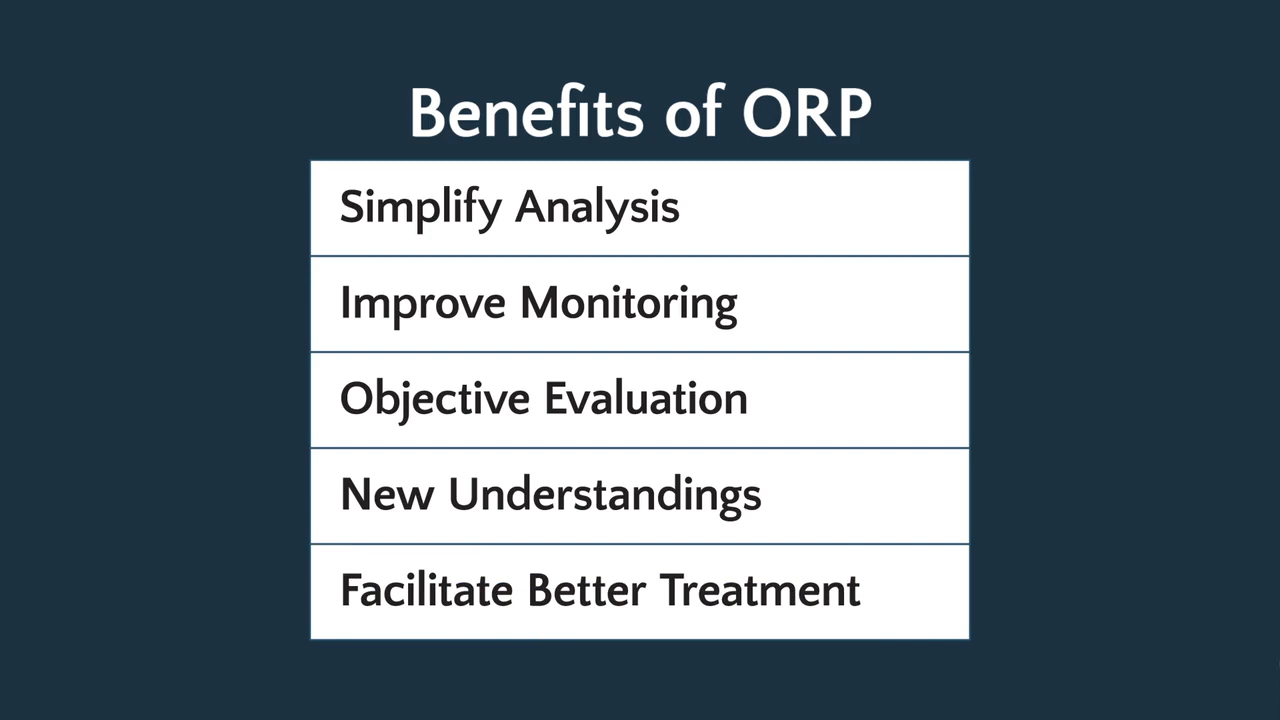 Benefits of ORP
Simplify Analysis
Improve Monitoring
Objective Evaluation
New Understandings
Facilitate Better Treatment